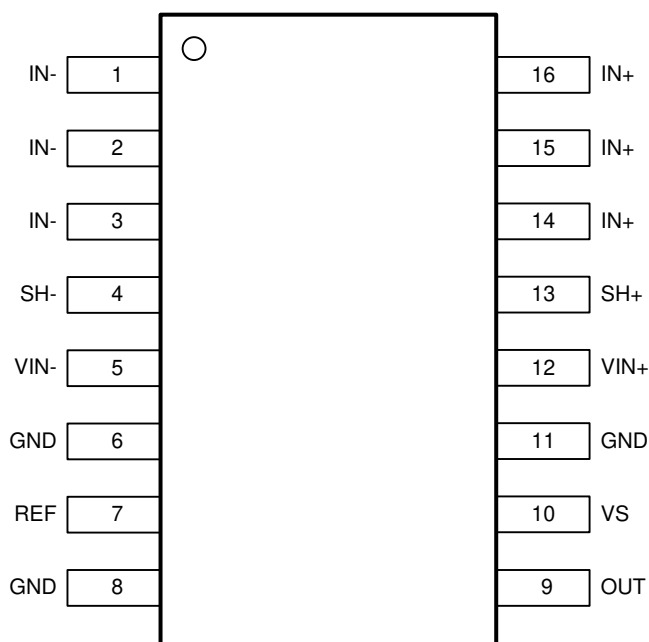 IN- 1 16 IN+
IN- 2 15 IN+
IN- 3 14 IN+
SH- 4 13 SH+
VIN- 5 12 VIN+
GND 6 11 GND
REF 7 10 VS
GND 8 9 OUT